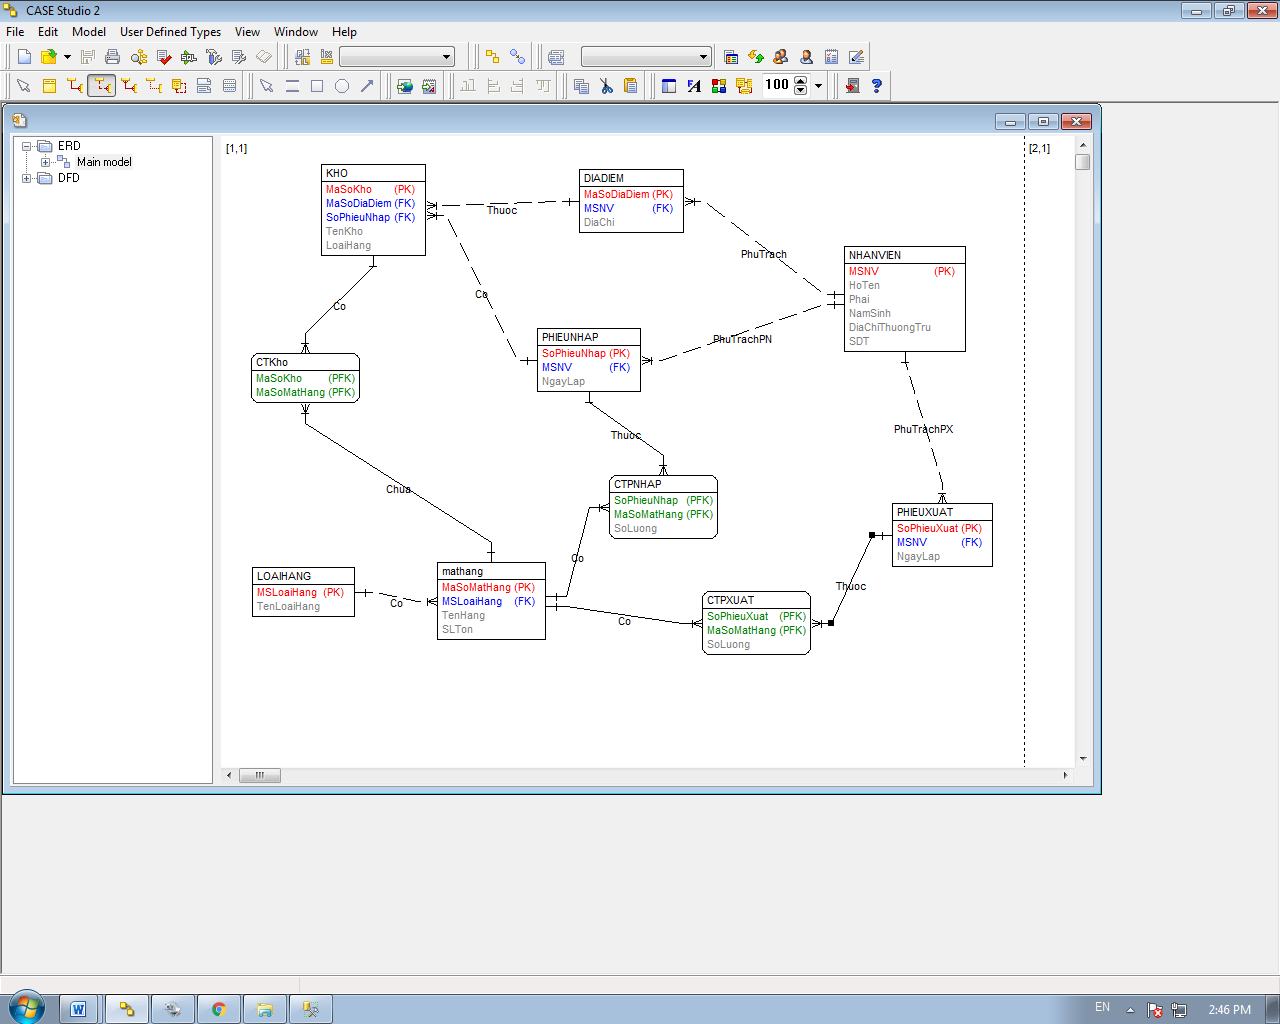 CASE Studio 2
File Edit Model User Defined Types View Window Help
100
ERD
Main model
DFD
[1,1]
[2,1]
KHO
MaSoKho (PK)
MaSoDiaDiem (FK)
SoPhieuNhap (FK)
TenKho
LoaiHang
Thuoc
DIADIEM
MaSoDiaDiem (PK)
MSNV (FK)
DiaChi
PhuTrach
NHANVIEN
MSNV (PK)
HoTen
Phai
NamSinh
DiaChiThuongTru
SDT
Co
Co
PHIEUNHAP
SoPhieuNhap (PK)
MSNV (FK)
NgayLap
PhuTrachPN
CTKho
MaSoKho (PFK)
MaSoMatHang (PFK)
Thuoc
PhuTrachPX
Chua
CTPNHAP
SoPhieuNhap (PFK)
MaSoMatHang (PFK)
SoLuong
PHIEUXUAT
SoPhieuXuat (PK)
MSNV (FK)
NgayLap
Co
LOAIHANG
MSLoaiHang (PK)
TenLoaiHang
Co
mathang
MaSoMatHang (PK)
MSLoaiHang (FK)
TenHang
SLTon
Co
Thuoc
CTPXUAT
SoPhieuXuat (PFK)
MaSoMatHang (PFK)
SoLuong
EN
2:46 PM